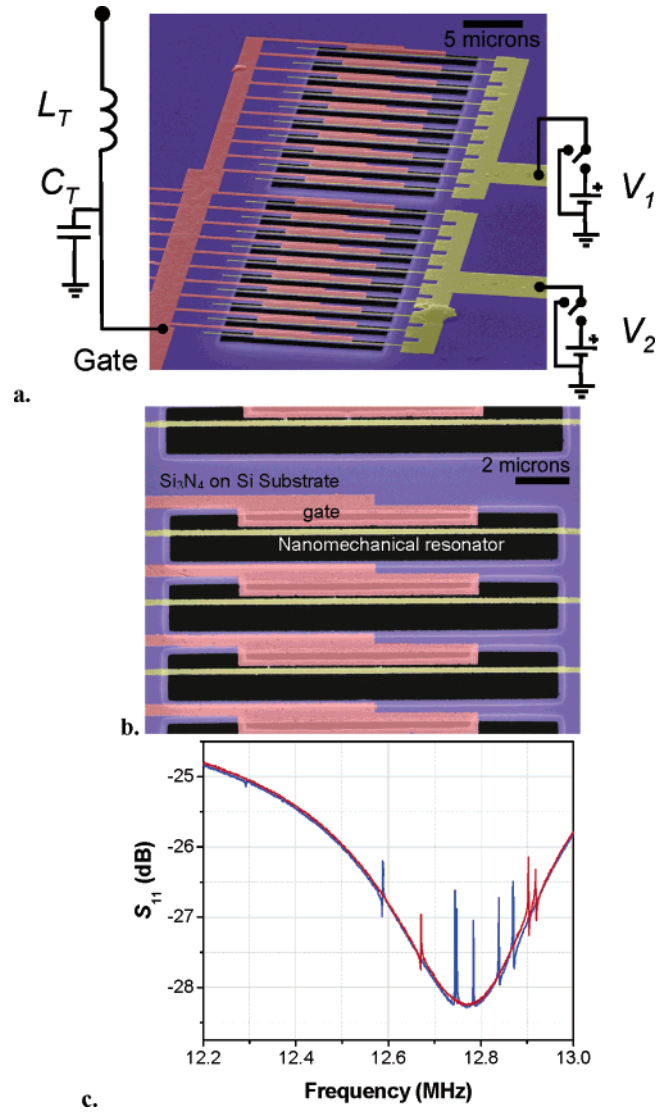 5 microns
L_T
C_T
V_1
V_2
Gate
a.
2 microns
Si₃N₄ on Si Substrate
gate
Nanomechanical resonator
b.
-25
-26
-27
-28
S₁₁ (dB)
12.2 12.4 12.6 12.8 13.0
Frequency (MHz)
c.